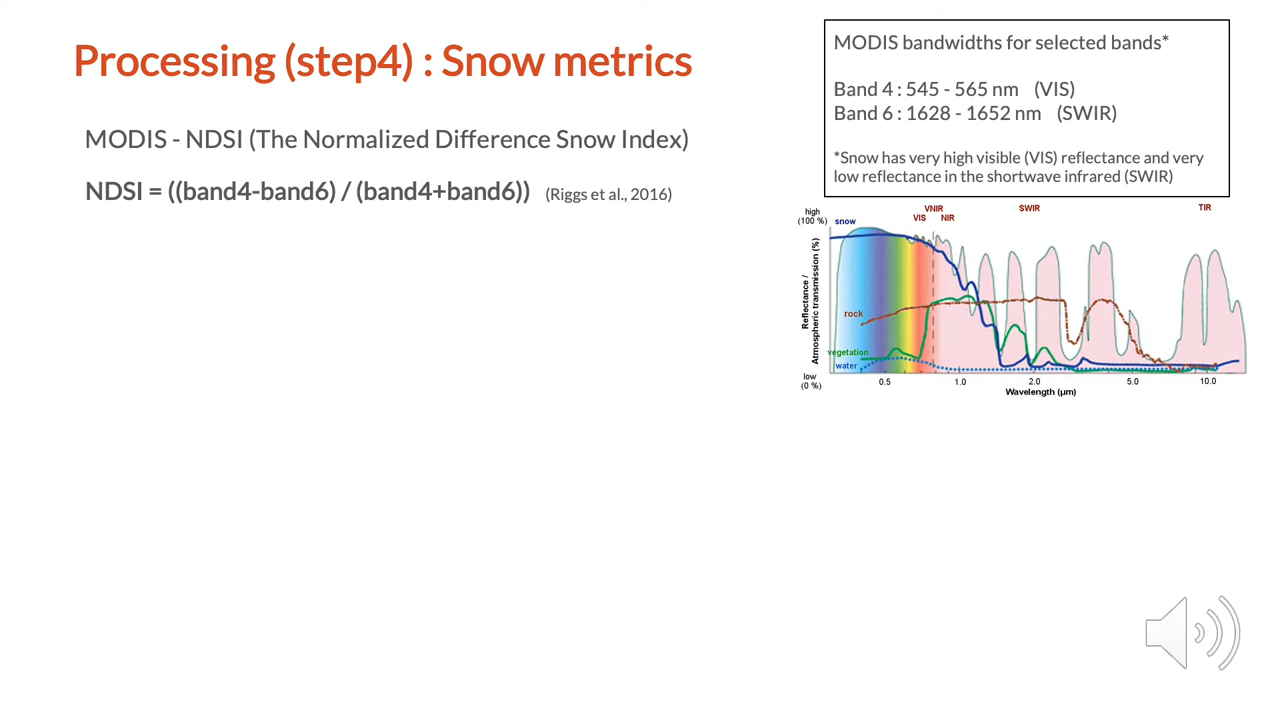 Processing (step4) : Snow metrics
MODIS - NDSI (The Normalized Difference Snow Index)
NDSI = ((band4-band6) / (band4+band6)) (Riggs et al., 2016)
MODIS bandwidths for selected bands*
Band 4 : 545 - 565 nm (VIS)
Band 6 : 1628 - 1652 nm (SWIR)
*Snow has very high visible (VIS) reflectance and very
low reflectance in the shortwave infrared (SWIR)
VNIR SWIR TIR
VIS NIR
high
(100 %)
snow
Reflectance /
Atmospheric transmission (%)
rock
vegetation
water
low
(0 %)
0.5 1.0 2.0 5.0 10.0
Wavelength (µm)